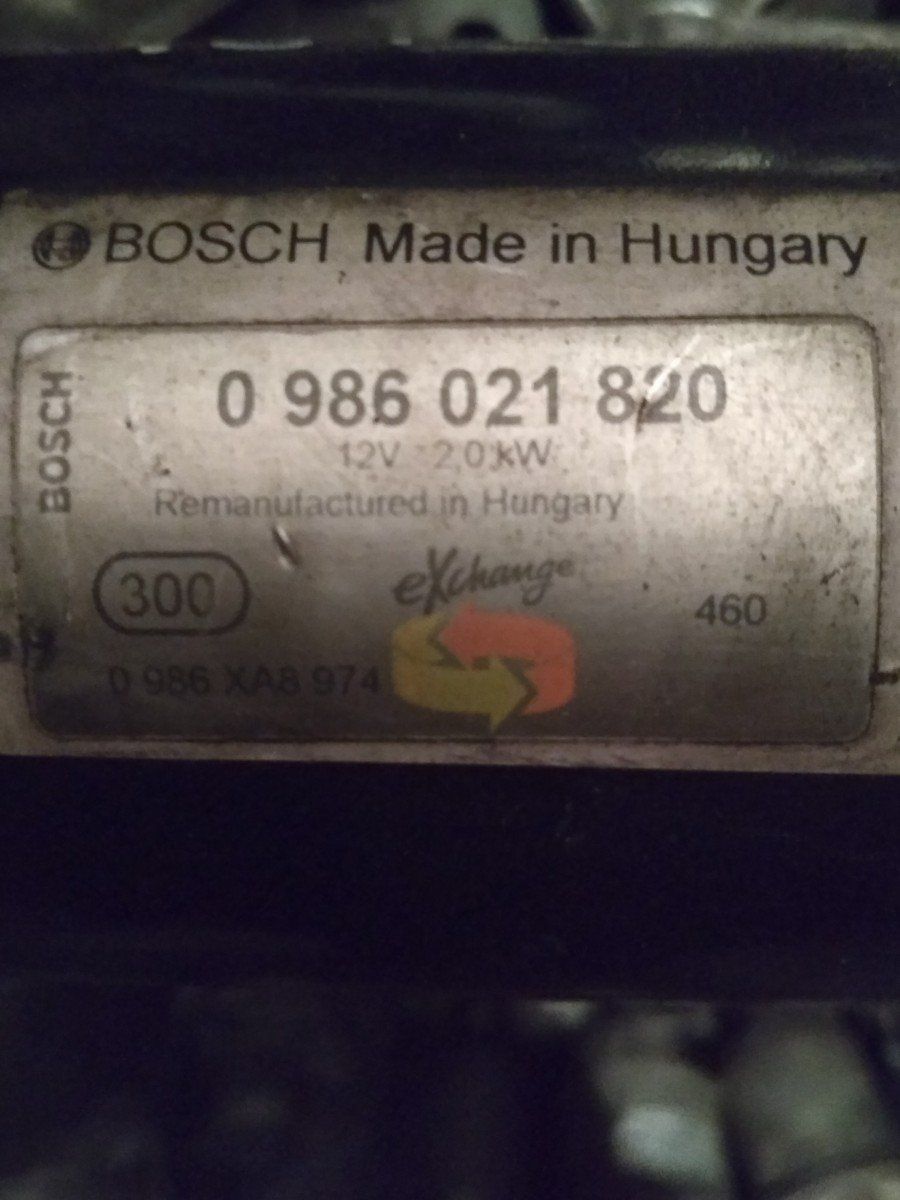 BOSCH Made in Hungary
BOSCH
0 986 021 820
12V 2,0 kW
Remanufactured in Hungary
300
eXchange
460
0 986 XA8 974